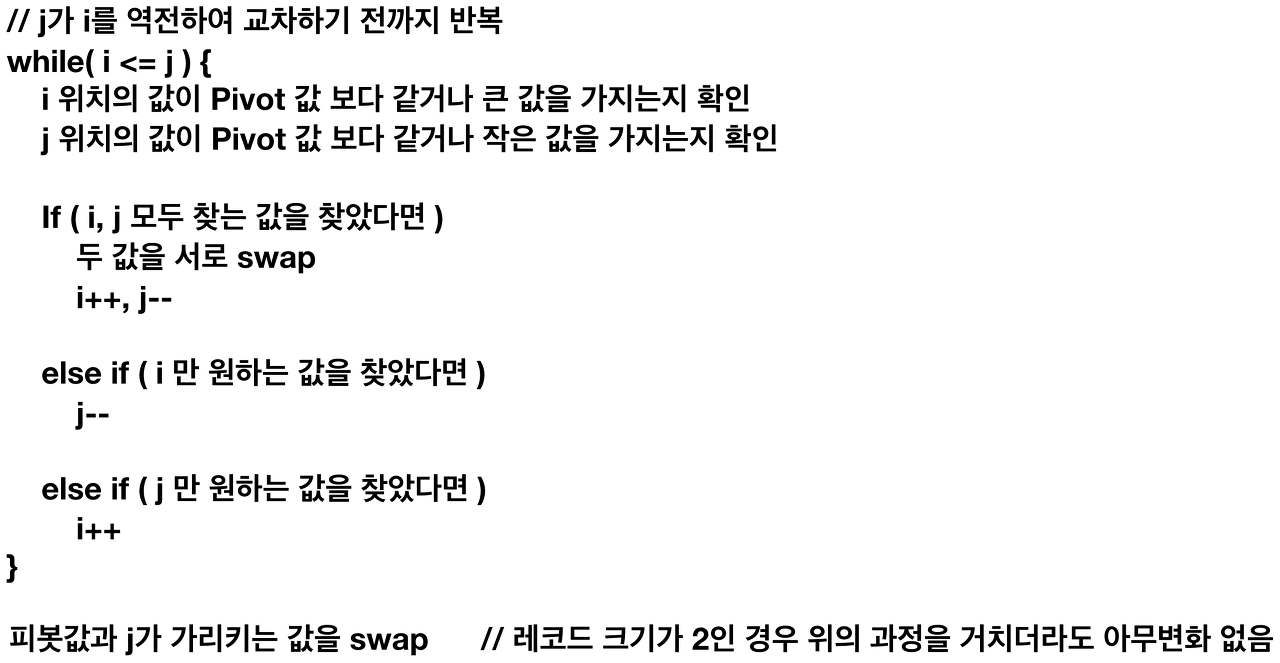 // j가 i를 역전하여 교차하기 전까지 반복
while( i <= j ) {
i 위치의 값이 Pivot 값 보다 같거나 큰 값을 가지는지 확인
j 위치의 값이 Pivot 값 보다 같거나 작은 값을 가지는지 확인
If ( i, j 모두 찾는 값을 찾았다면 )
두 값을 서로 swap
i++, j--
else if ( i 만 원하는 값을 찾았다면 )
j--
else if ( j 만 원하는 값을 찾았다면 )
i++
}
피봇값과 j가 가리키는 값을 swap // 레코드 크기가 2인 경우 위의 과정을 거치더라도 아무변화 없음